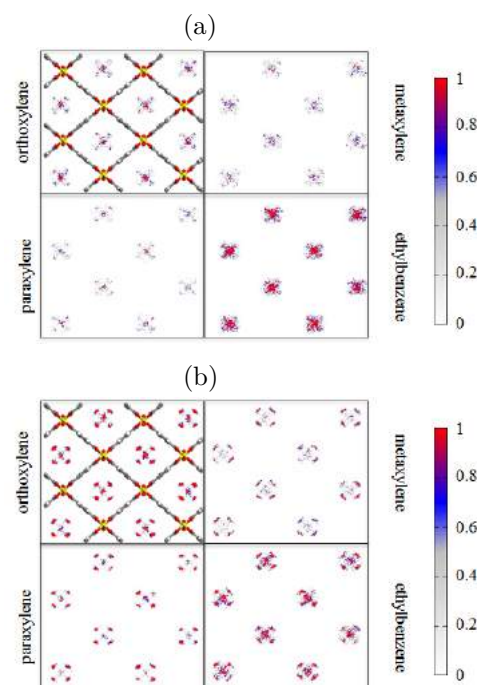 (a)
orthoxylene
metaxylene
paraxylene
ethylbenzene
1
0.8
0.6
0.4
0.2
0
(b)
orthoxylene
metaxylene
paraxylene
ethylbenzene
1
0.8
0.6
0.4
0.2
0